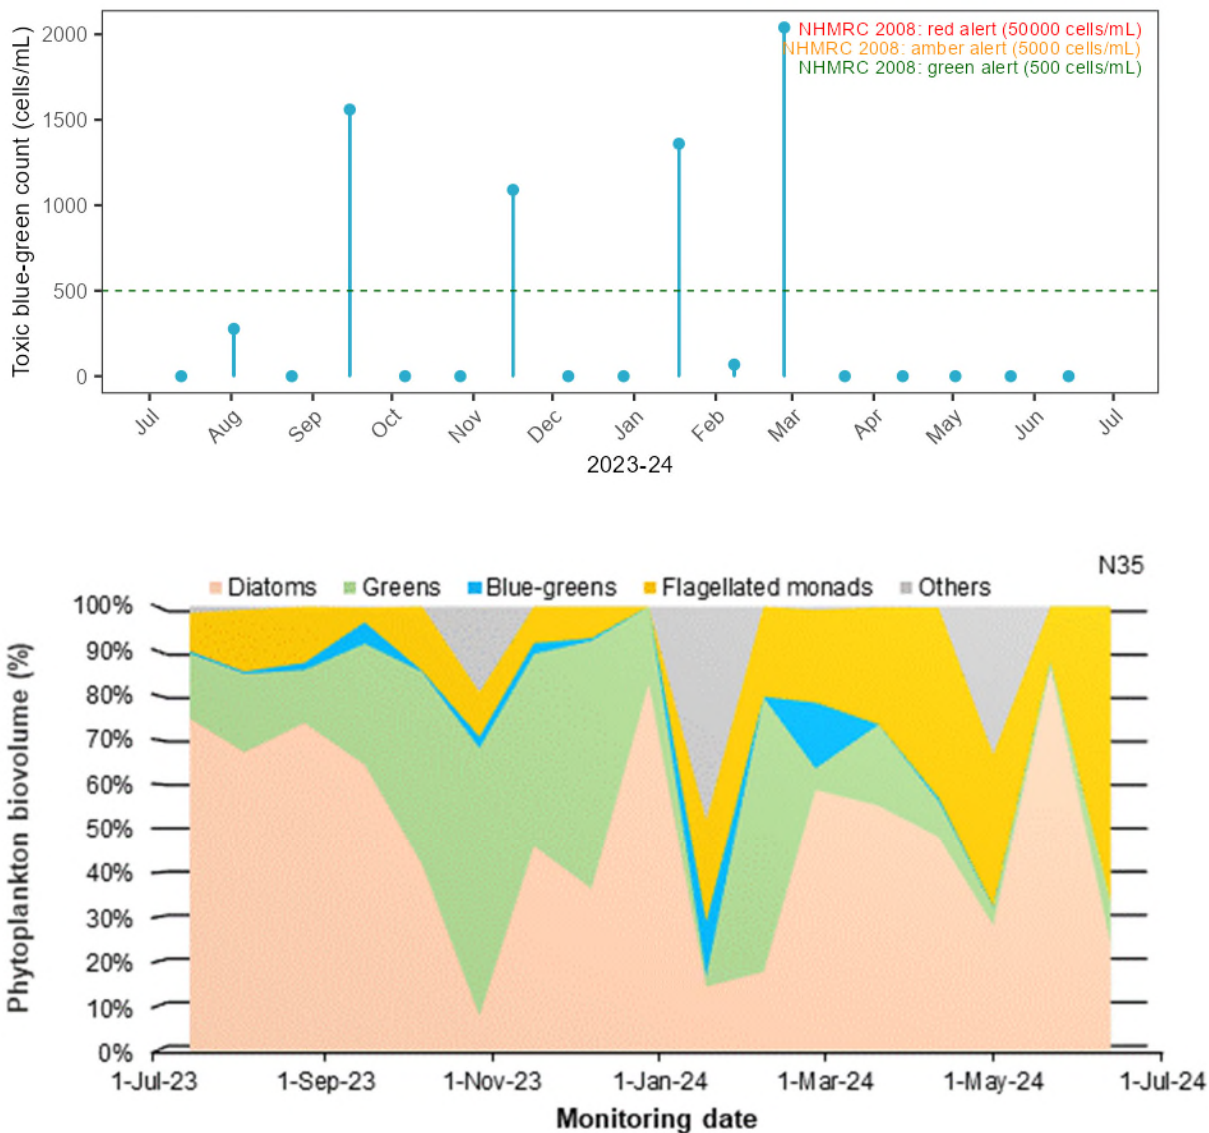 Toxic blue-green count (cells/mL)
2000
1500
1000
500
0
NHMRC 2008: red alert (50000 cells/mL)
NHMRC 2008: amber alert (5000 cells/mL)
NHMRC 2008: green alert (500 cells/mL)
Jul
Aug
Sep
Oct
Nov
Dec
Jan
Feb
Mar
Apr
May
Jun
Jul
2023-24
N35
Diatoms
Greens
Blue-greens
Flagellated monads
Others
Phytoplankton biovolume (%)
100%
90%
80%
70%
60%
50%
40%
30%
20%
10%
0%
1-Jul-23
1-Sep-23
1-Nov-23
1-Jan-24
1-Mar-24
1-May-24
1-Jul-24
Monitoring date